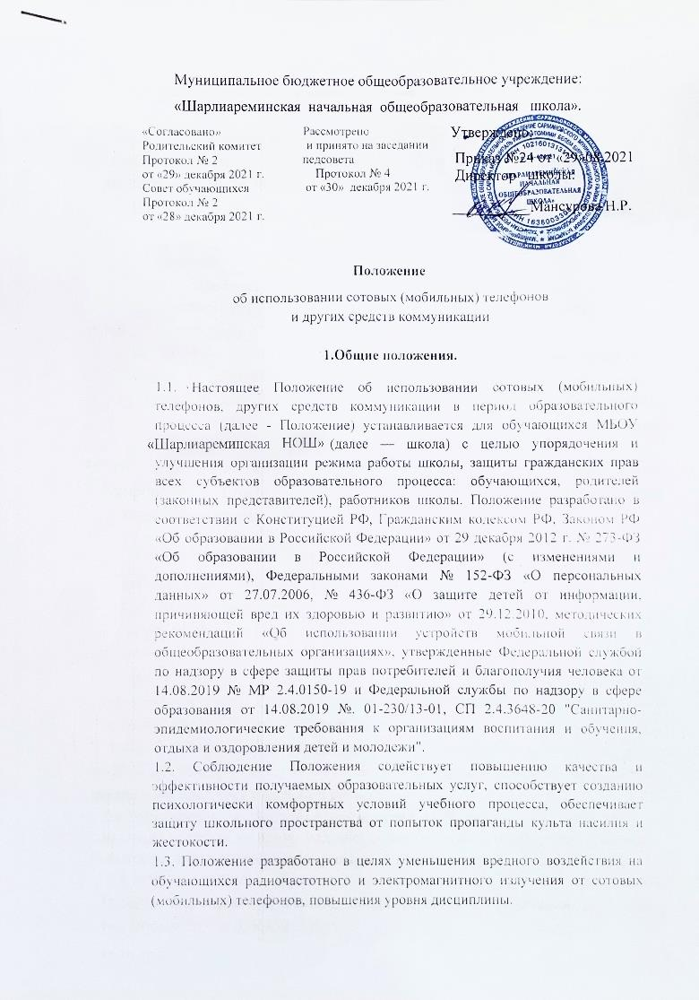 Муниципальное бюджетное общеобразовательное учреждение:
«Шарлиареминская начальная общеобразовательная школа».
«Согласовано»
Родительский комитет
Протокол № 2
от «29» декабря 2021 г.
Совет обучающихся
Протокол № 2
от «28» декабря 2021 г.
Рассмотрено
и принято на заседании
педсовета
Протокол № 4
от «30» декабря 2021 г.
Утверждено:
Приказ № 24 от «29»08.2021
Директор школы:
Мансурова Н.Р.
ШАРЛИАРЕМИНСКАЯ
НАЧАЛЬНАЯ
ОБЩЕОБРАЗОВАТЕЛЬНАЯ
ШКОЛА»
Положение
об использовании сотовых (мобильных) телефонов
и других средств коммуникации
1.Общие положения.
1.1. Настоящее Положение об использовании сотовых (мобильных)
телефонов, других средств коммуникации в период образовательного
процесса (далее - Положение) устанавливается для обучающихся МБОУ
«Шарлиареминская НОШ» (далее — школа) с целью упорядочения и
улучшения организации режима работы школы, защиты гражданских прав
всех субъектов образовательного процесса: обучающихся, родителей
(законных представителей), работников школы. Положение разработано в
соответствии с Конституцией РФ, Гражданским кодексом РФ, Законом РФ
«Об образовании в Российской Федерации» от 29 декабря 2012 г. № 273-ФЗ
«Об образовании в Российской Федерации» (с изменениями и
дополнениями), Федеральными законами № 152-ФЗ «О персональных
данных» от 27.07.2006, № 436-ФЗ «О защите детей от информации,
причиняющей вред их здоровью и развитию» от 29.12.2010, методических
рекомендаций «Об использовании устройств мобильной связи в
общеобразовательных организациях», утвержденные Федеральной службой
по надзору в сфере защиты прав потребителей и благополучия человека от
14.08.2019 № МР 2.4.0150-19 и Федеральной службы по надзору в сфере
образования от 14.08.2019 №. 01-230/13-01, СП 2.4.3648-20 "Санитарно-
эпидемиологические требования к организациям воспитания и обучения,
отдыха и оздоровления детей и молодежи".
1.2. Соблюдение Положения содействует повышению качества и
эффективности получаемых образовательных услуг, способствует созданию
психологически комфортных условий учебного процесса, обеспечивает
защиту школьного пространства от попыток пропаганды культа насилия и
жестокости.
1.3. Положение разработано в целях уменьшения вредного воздействия на
обучающихся радиочастотного и электромагнитного излучения от сотовых
(мобильных) телефонов, повышения уровня дисциплины.